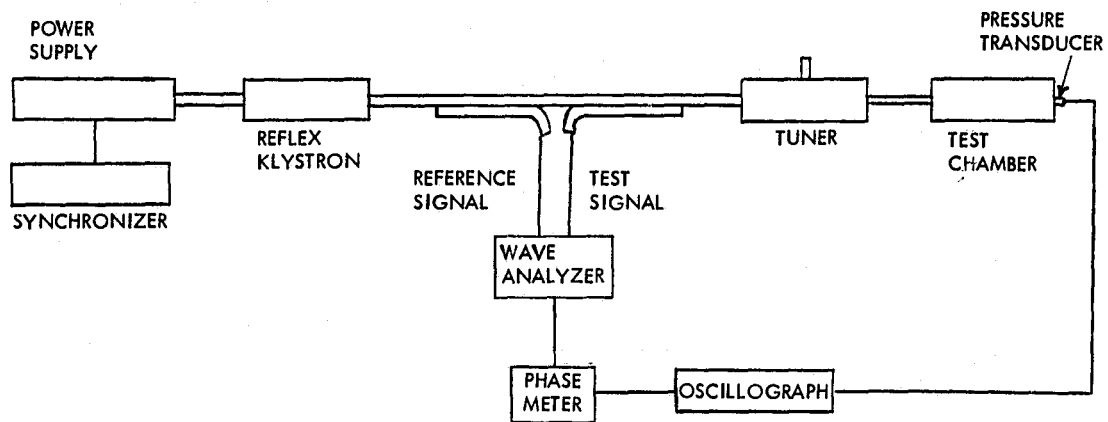 POWER
SUPPLY
PRESSURE
TRANSDUCER
REFLEX
KLYSTRON
TUNER
TEST
CHAMBER
SYNCHRONIZER
REFERENCE
SIGNAL
TEST
SIGNAL
WAVE
ANALYZER
PHASE
METER
OSCILLOGRAPH